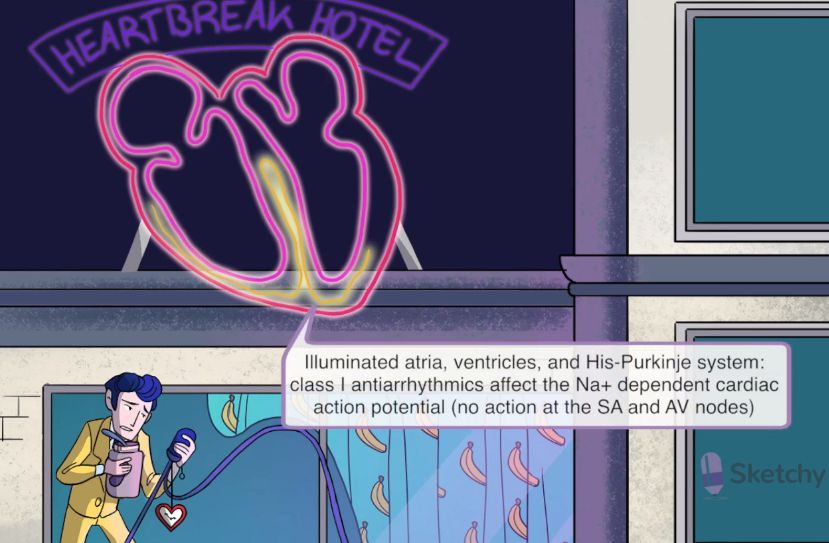 HEARTBREAK HOTEL
Illuminated atria, ventricles, and His-Purkinje system:
class I antiarrhythmics affect the Na+ dependent cardiac
action potential (no action at the SA and AV nodes)
Sketchy